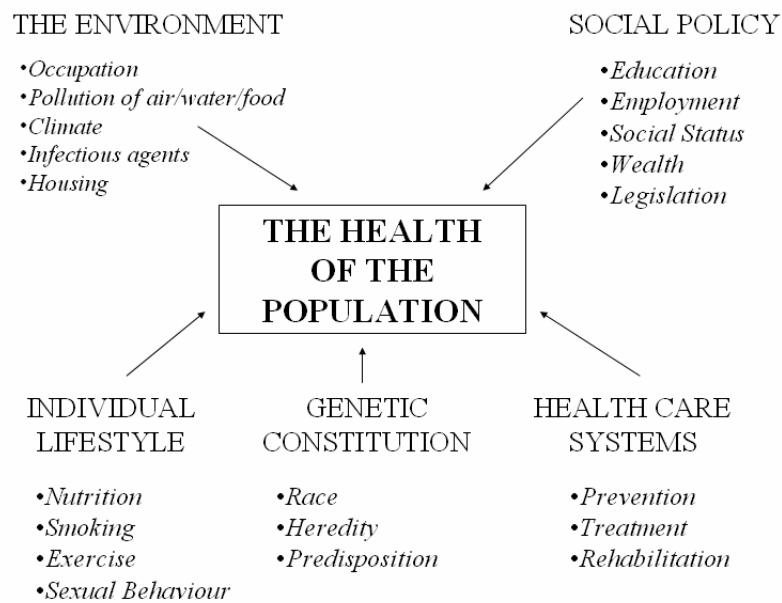 THE ENVIRONMENT
•Occupation
•Pollution of air/water/food
•Climate
•Infectious agents
•Housing
SOCIAL POLICY
•Education
•Employment
•Social Status
•Wealth
•Legislation
THE HEALTH
OF THE
POPULATION
INDIVIDUAL
LIFESTYLE
•Nutrition
•Smoking
•Exercise
•Sexual Behaviour
GENETIC
CONSTITUTION
•Race
•Heredity
•Predisposition
HEALTH CARE
SYSTEMS
•Prevention
•Treatment
•Rehabilitation